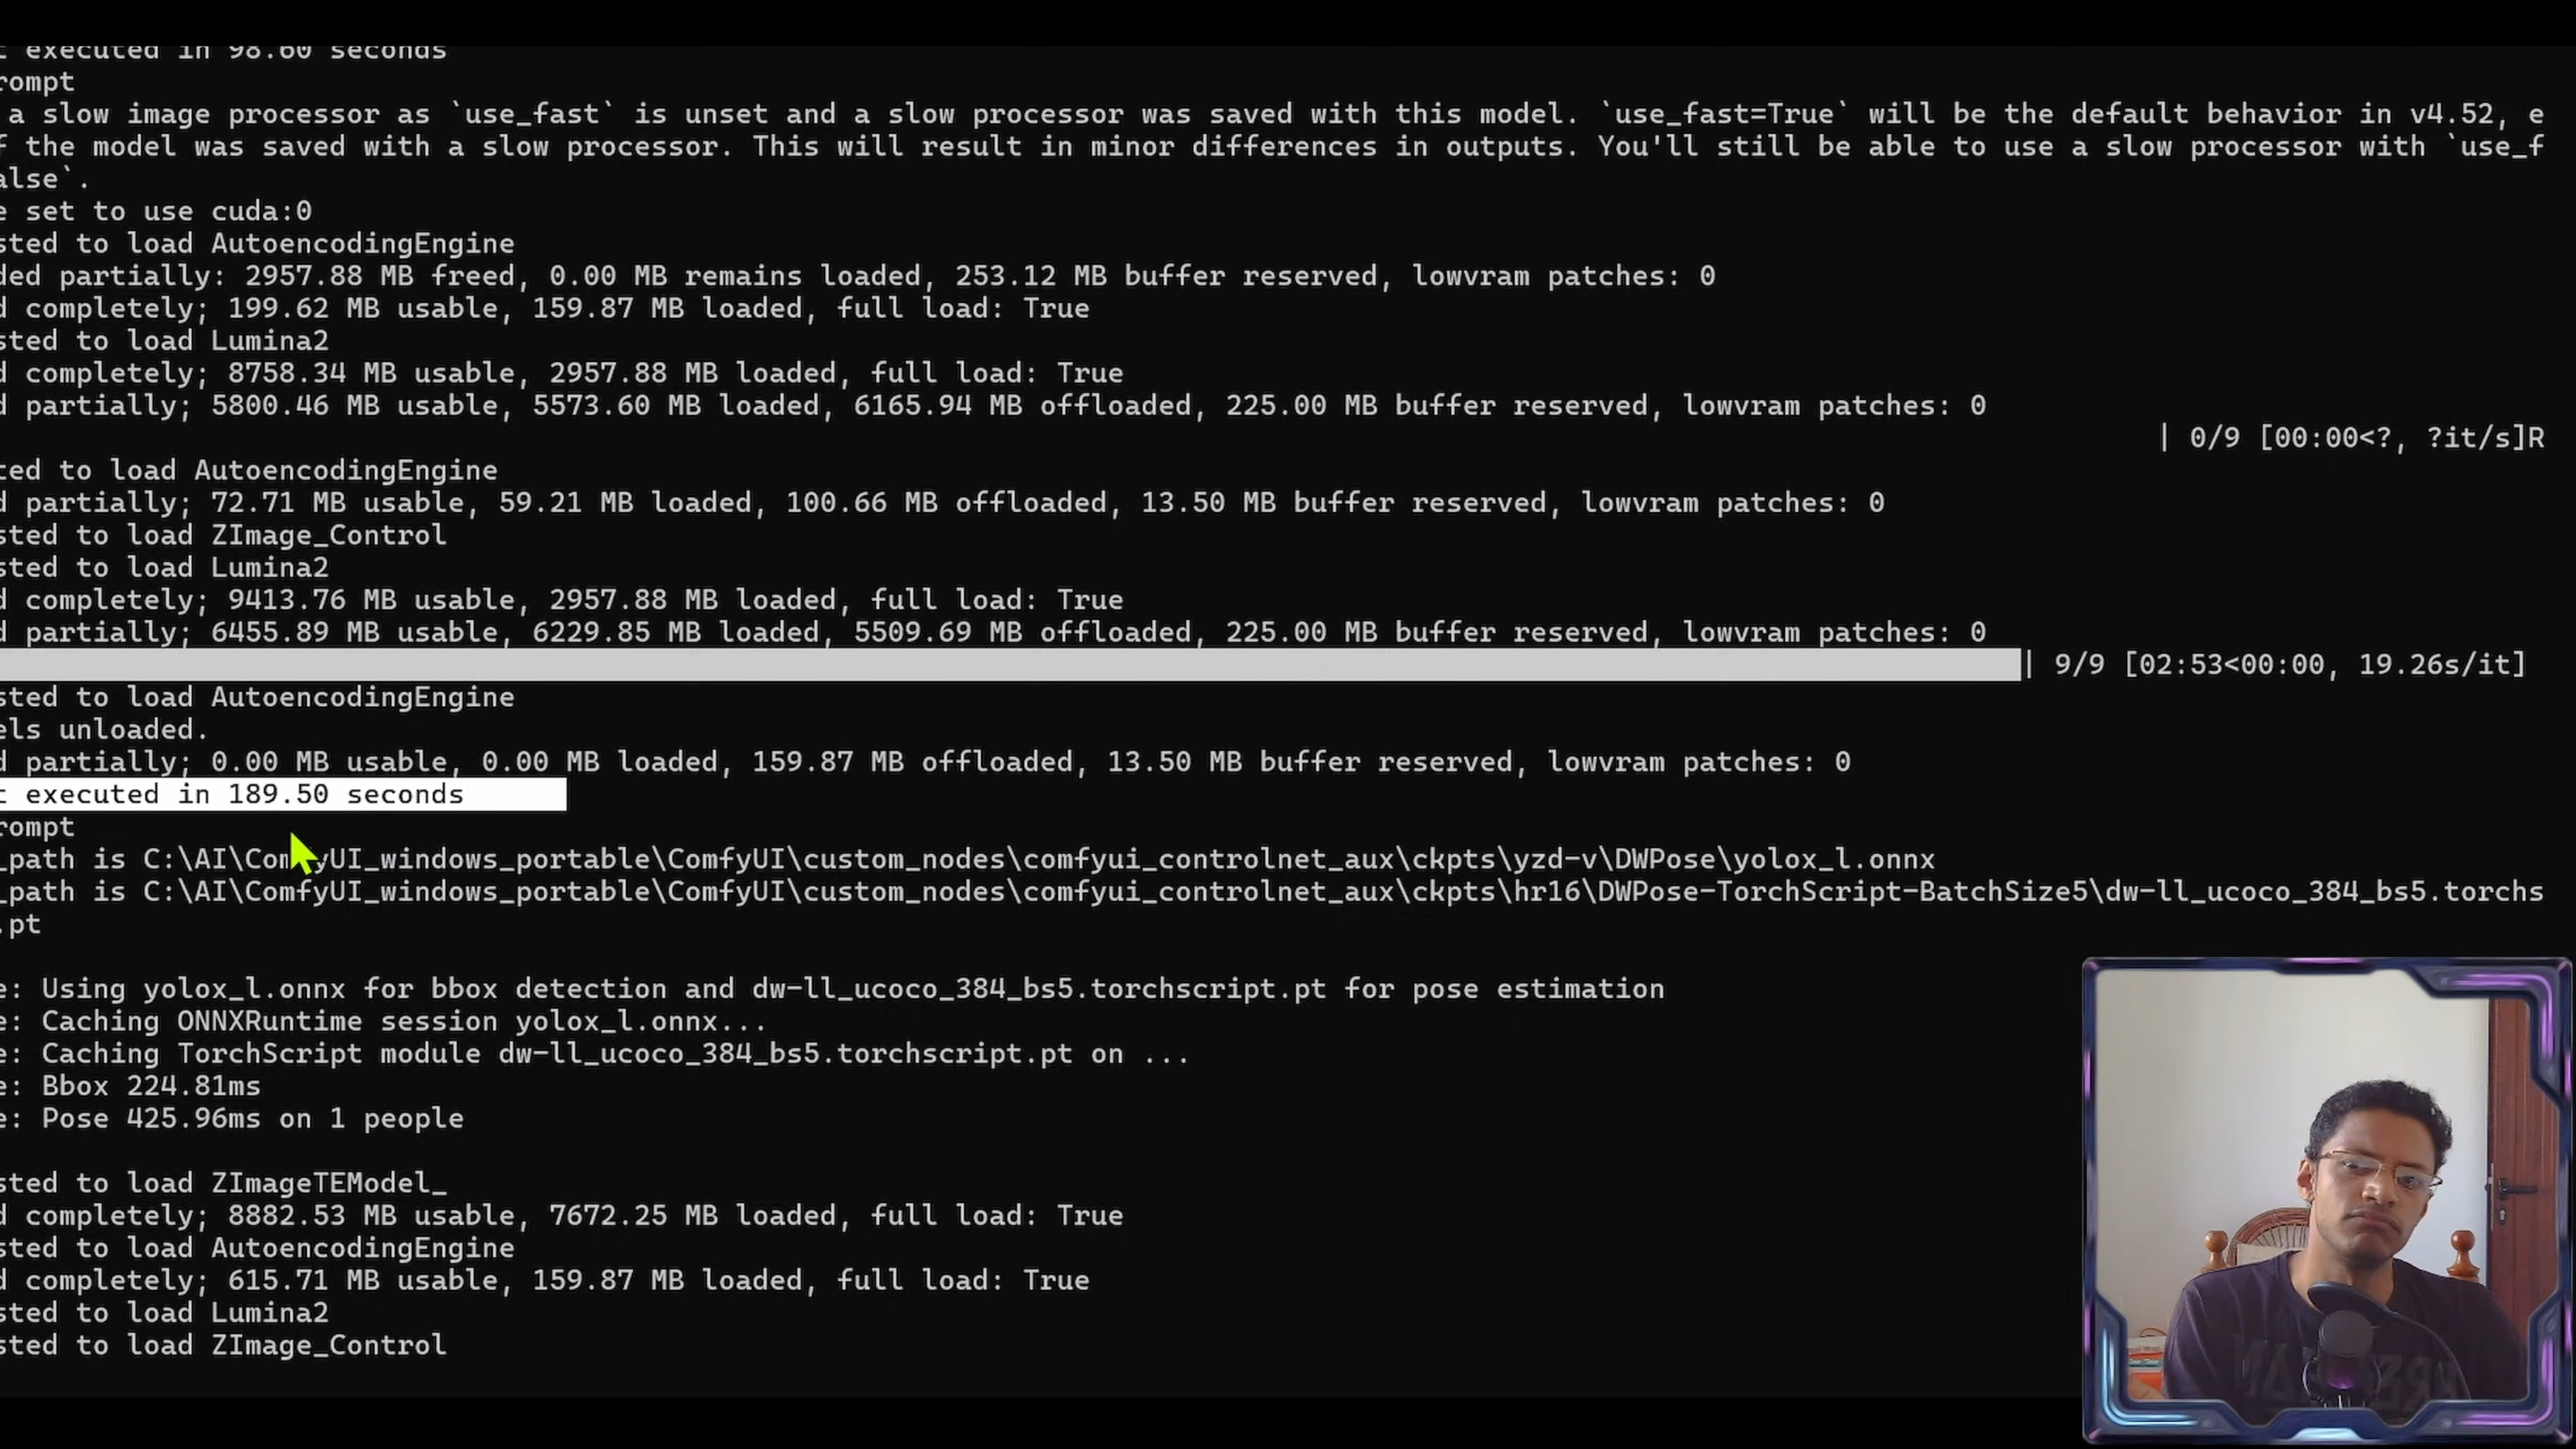 t executed in 98.60 seconds
rompt
a slow image processor as `use_fast` is unset and a slow processor was saved with this model. `use_fast=True` will be the default behavior in v4.52, e
f the model was saved with a slow processor. This will result in minor differences in outputs. You'll still be able to use a slow processor with `use_f
alse`.
e set to use cuda:0
sted to load AutoencodingEngine
ded partially: 2957.88 MB freed, 0.00 MB remains loaded, 253.12 MB buffer reserved, lowvram patches: 0
d completely; 199.62 MB usable, 159.87 MB loaded, full load: True
sted to load Lumina2
d completely; 8758.34 MB usable, 2957.88 MB loaded, full load: True
d partially; 5800.46 MB usable, 5573.60 MB loaded, 6165.94 MB offloaded, 225.00 MB buffer reserved, lowvram patches: 0
| 0/9 [00:00<?, ?it/s]R
ted to load AutoencodingEngine
d partially; 72.71 MB usable, 59.21 MB loaded, 100.66 MB offloaded, 13.50 MB buffer reserved, lowvram patches: 0
sted to load ZImage_Control
sted to load Lumina2
d completely; 9413.76 MB usable, 2957.88 MB loaded, full load: True
d partially; 6455.89 MB usable, 6229.85 MB loaded, 5509.69 MB offloaded, 225.00 MB buffer reserved, lowvram patches: 0
| 9/9 [02:53<00:00, 19.26s/it]
sted to load AutoencodingEngine
els unloaded.
d partially; 0.00 MB usable, 0.00 MB loaded, 159.87 MB offloaded, 13.50 MB buffer reserved, lowvram patches: 0
t executed in 189.50 seconds
rompt
_path is C:\AI\ComfyUI_windows_portable\ComfyUI\custom_nodes\comfyui_controlnet_aux\ckpts\yzd-v\DWPose\yolox_l.onnx
_path is C:\AI\ComfyUI_windows_portable\ComfyUI\custom_nodes\comfyui_controlnet_aux\ckpts\hr16\DWPose-TorchScript-BatchSize5\dw-ll_ucoco_384_bs5.torchs
.pt
e: Using yolox_l.onnx for bbox detection and dw-ll_ucoco_384_bs5.torchscript.pt for pose estimation
e: Caching ONNXRuntime session yolox_l.onnx...
e: Caching TorchScript module dw-ll_ucoco_384_bs5.torchscript.pt on ...
e: Bbox 224.81ms
e: Pose 425.96ms on 1 people
sted to load ZImageTEModel_
d completely; 8882.53 MB usable, 7672.25 MB loaded, full load: True
sted to load AutoencodingEngine
d completely; 615.71 MB usable, 159.87 MB loaded, full load: True
sted to load Lumina2
sted to load ZImage_Control